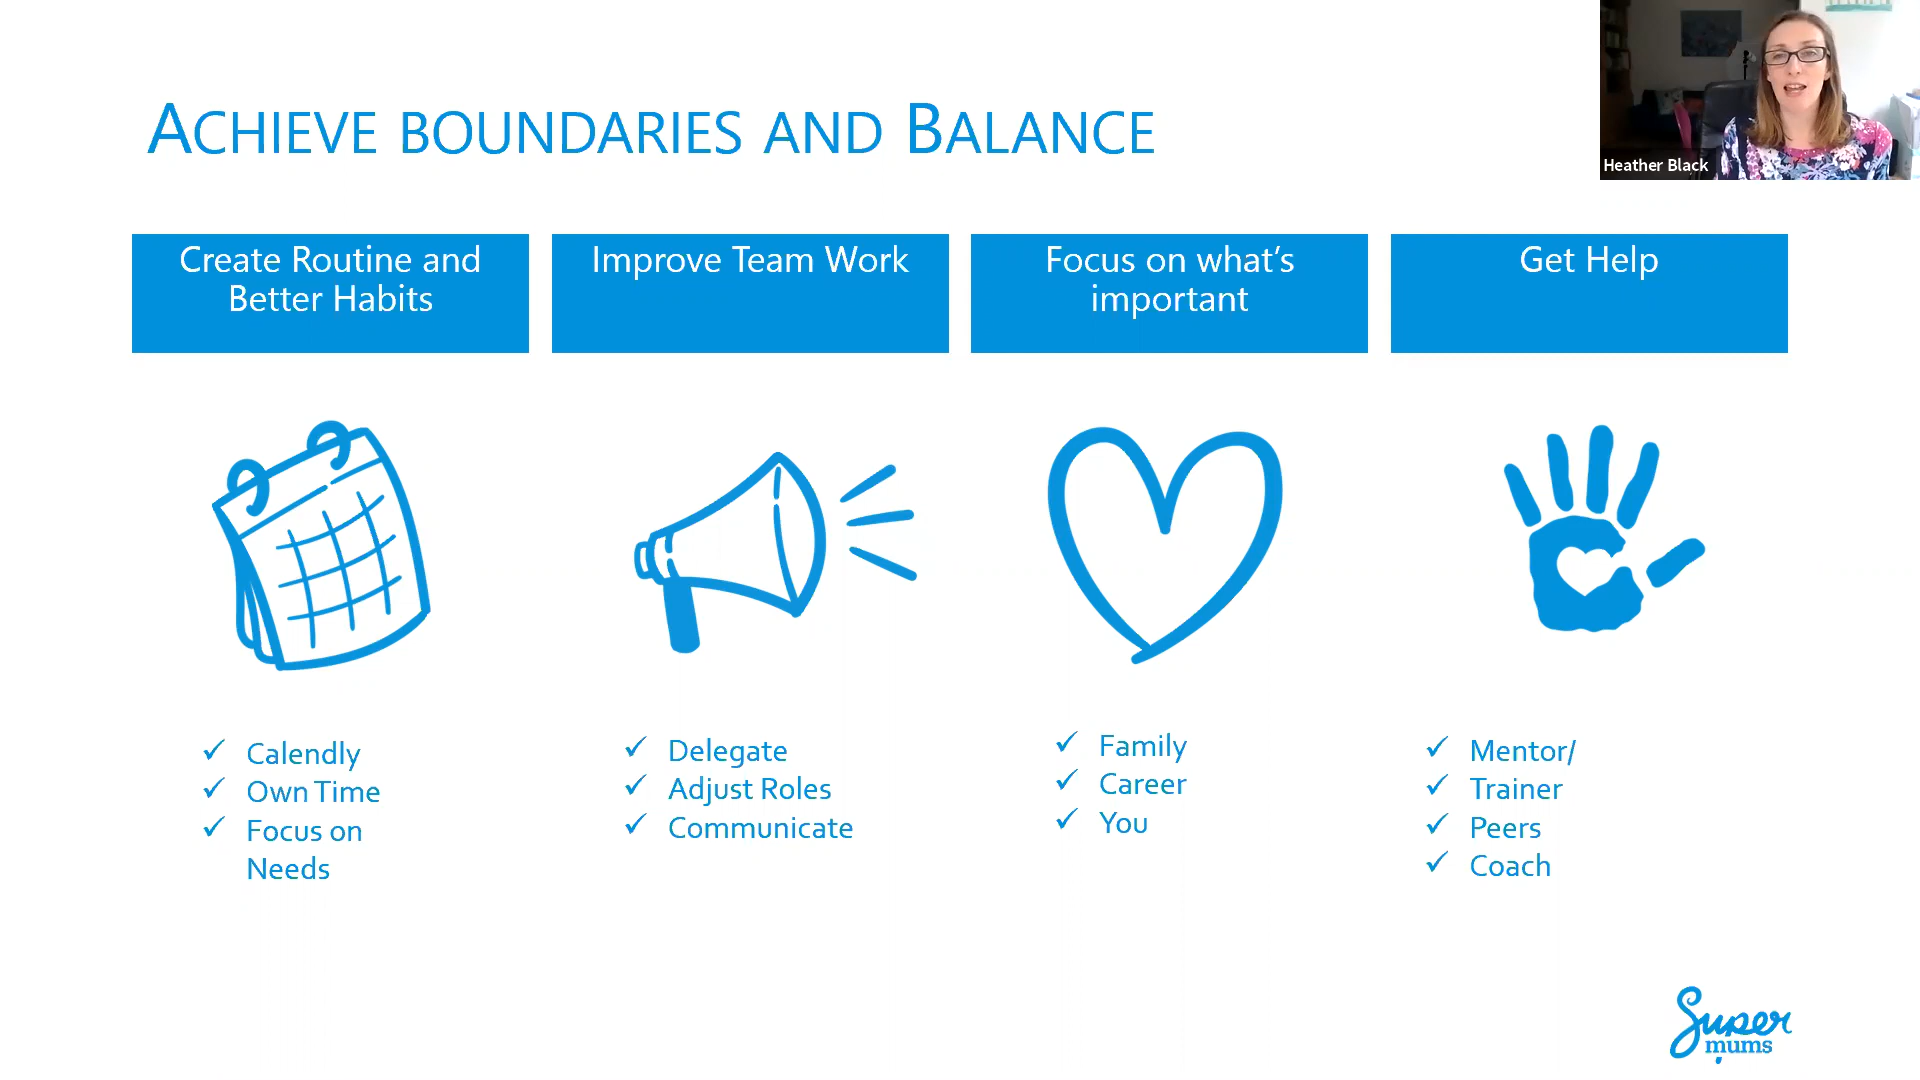 ACHIEVE BOUNDARIES AND BALANCE
Heather Black
Create Routine and
Better Habits
Improve Team Work
Focus on what's
important
Get Help
Calendly
Own Time
Focus on
Needs
Delegate
Adjust Roles
Communicate
Family
Career
You
Mentor/
Trainer
Peers
Coach
Super
mums